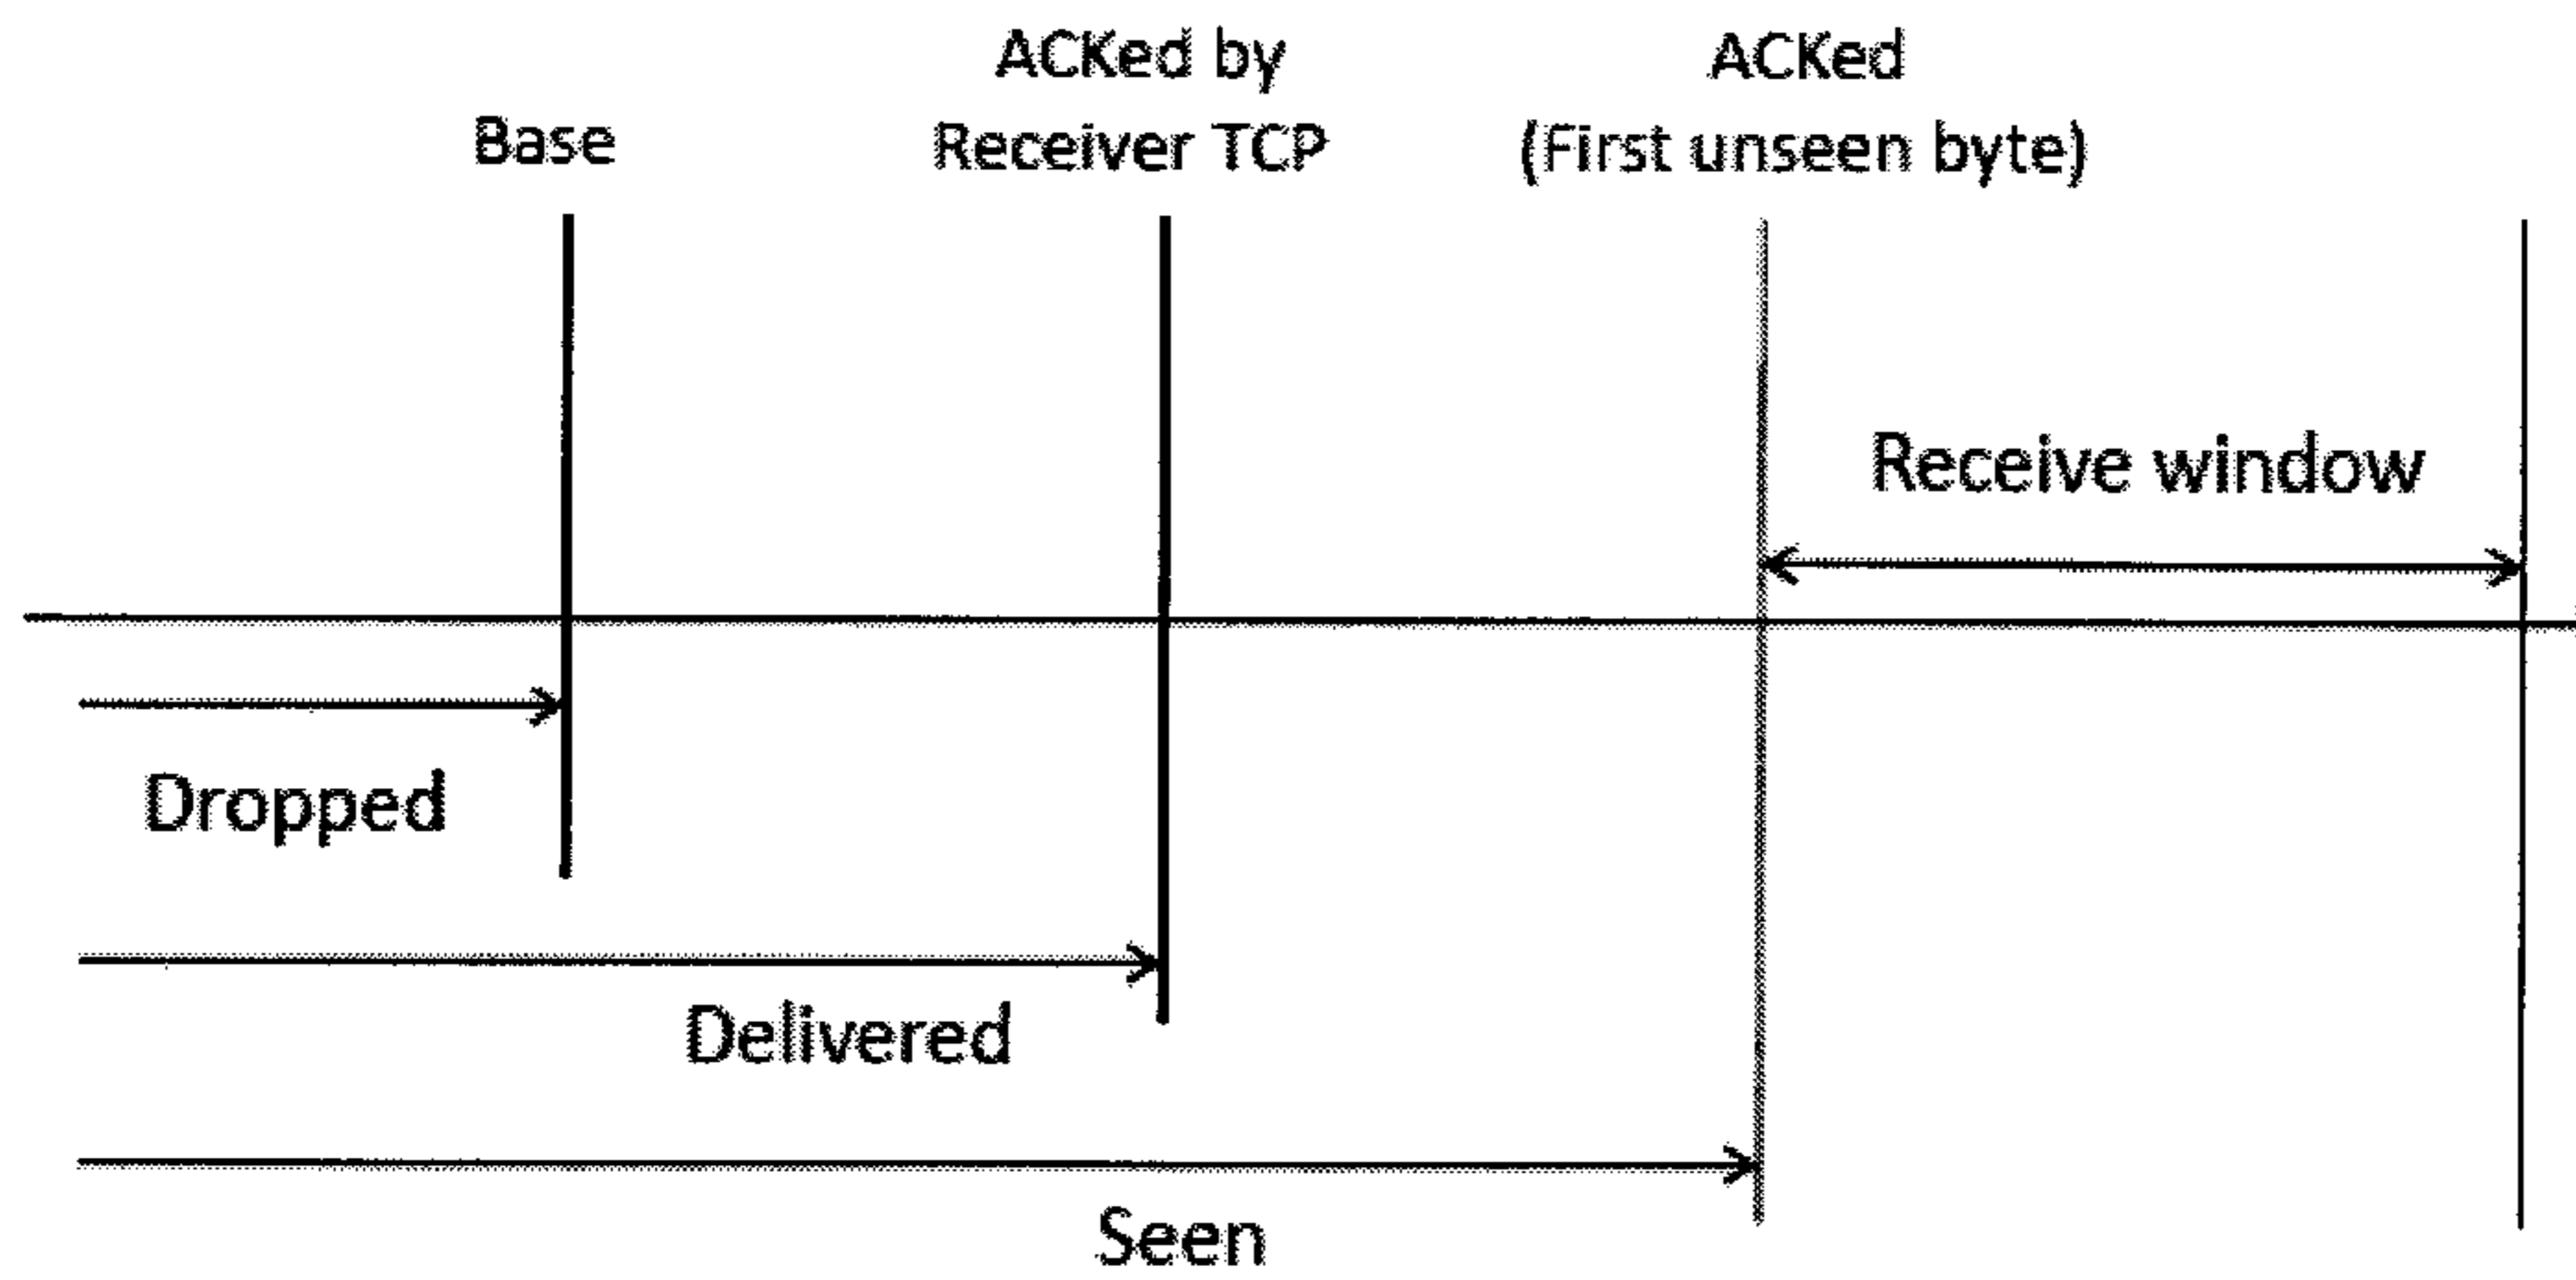 Base
ACKed by
Receiver TCP
ACKed
(First unseen byte)
Receive window
Dropped
Delivered
Seen